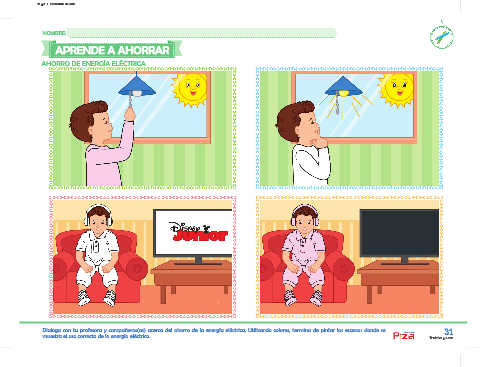 NOMBRE:
APRENDE A AHORRAR
AHORRO DE ENERGÍA ELÉCTRICA
Disney
JUNIOR
Dialoga con tu profesora y compañeros(as) acerca del ahorro de la energía eléctrica. Utilizando colores, termina de pintar las escenas donde se
muestra el uso correcto de la energía eléctrica.
31